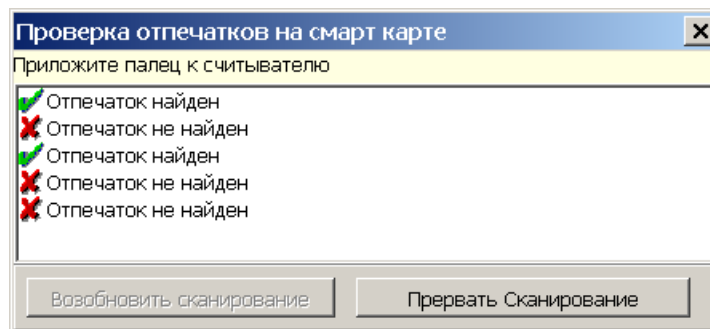 Проверка отпечатков на смарт карте
Приложите палец к считывателю
Отпечаток найден
Отпечаток не найден
Отпечаток найден
Отпечаток не найден
Отпечаток не найден
Возобновить сканирование
Прервать Сканирование